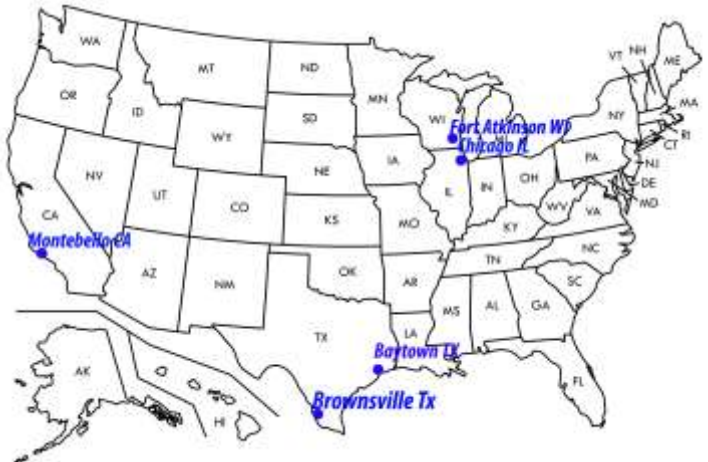 WA
MT
ND
MN
VT
NH
ME
OR
ID
SD
WI
NY
MA
WY
Fort Atkinson WI
RI
Chicago IL
CT
NV
NE
IA
PA
NJ
UT
IL
IN
OH
DE
CA
CO
KS
MO
WV
VA
MD
KY
Montebello CA
AZ
NM
OK
AR
TN
NC
SC
MS
AL
GA
TX
LA
Baytown TX
AK
FL
Brownsville Tx
HI